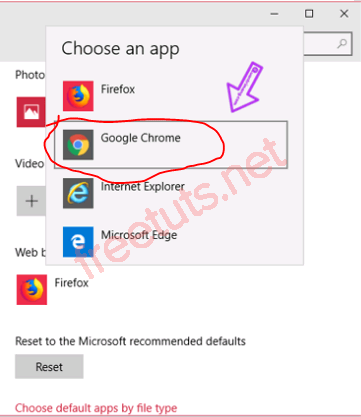 Choose an app
Photo
Firefox
Google Chrome
Video
Internet Explorer
Microsoft Edge
Web b
Firefox
Reset to the Microsoft recommended defaults
Reset
Choose default apps by file type
freetuts.net